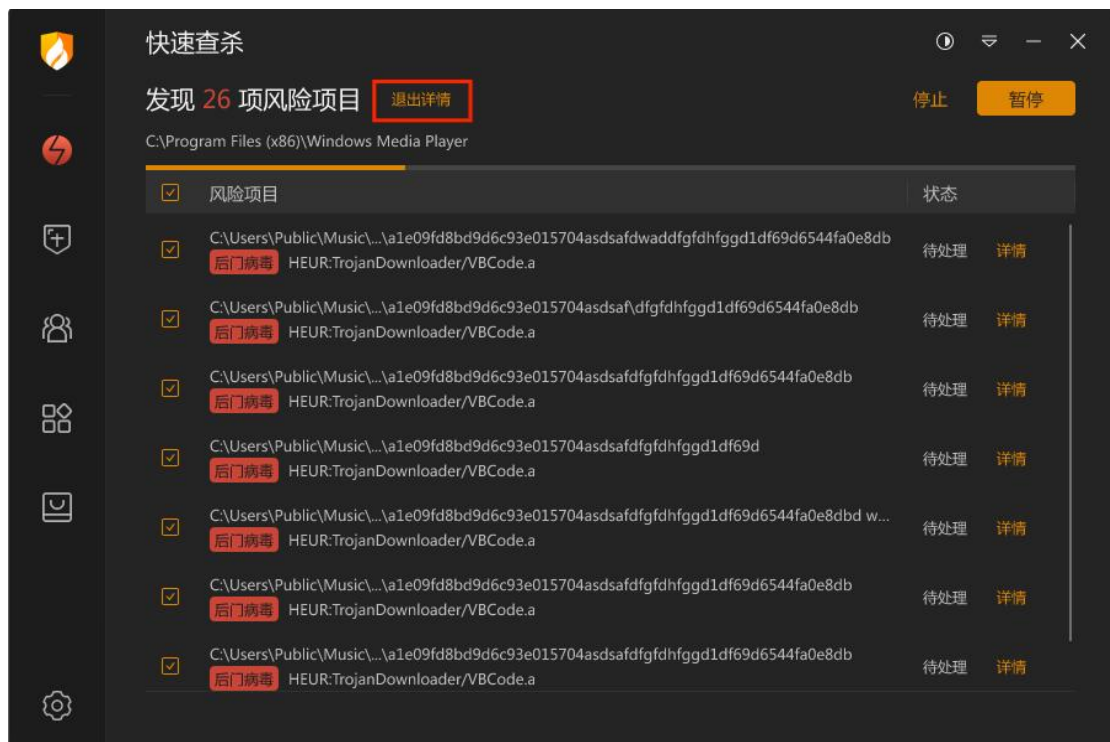 快速查杀
发现 26 项风险项目 退出详情 停止 暂停
C:\Program Files (x86)\Windows Media Player
风险项目 状态
C:\Users\Public\Music\...\a1e09fd8bd9d6c93e015704asdsafdwaddfgfdhfggd1df69d6544fa0e8db
后门病毒 HEUR:TrojanDownloader/VBCode.a 待处理 详情
C:\Users\Public\Music\...\a1e09fd8bd9d6c93e015704asdsaf\dfgfdhfggd1df69d6544fa0e8db
后门病毒 HEUR:TrojanDownloader/VBCode.a 待处理 详情
C:\Users\Public\Music\...\a1e09fd8bd9d6c93e015704asdsafdfgfdhfggd1df69d6544fa0e8db
后门病毒 HEUR:TrojanDownloader/VBCode.a 待处理 详情
C:\Users\Public\Music\...\a1e09fd8bd9d6c93e015704asdsafdfgfdhfggd1df69d
后门病毒 HEUR:TrojanDownloader/VBCode.a 待处理 详情
C:\Users\Public\Music\...\a1e09fd8bd9d6c93e015704asdsafdfgfdhfggd1df69d6544fa0e8dbd w...
后门病毒 HEUR:TrojanDownloader/VBCode.a 待处理 详情
C:\Users\Public\Music\...\a1e09fd8bd9d6c93e015704asdsafdfgfdhfggd1df69d6544fa0e8db
后门病毒 HEUR:TrojanDownloader/VBCode.a 待处理 详情
C:\Users\Public\Music\...\a1e09fd8bd9d6c93e015704asdsafdfgfdhfggd1df69d6544fa0e8db
后门病毒 HEUR:TrojanDownloader/VBCode.a 待处理 详情